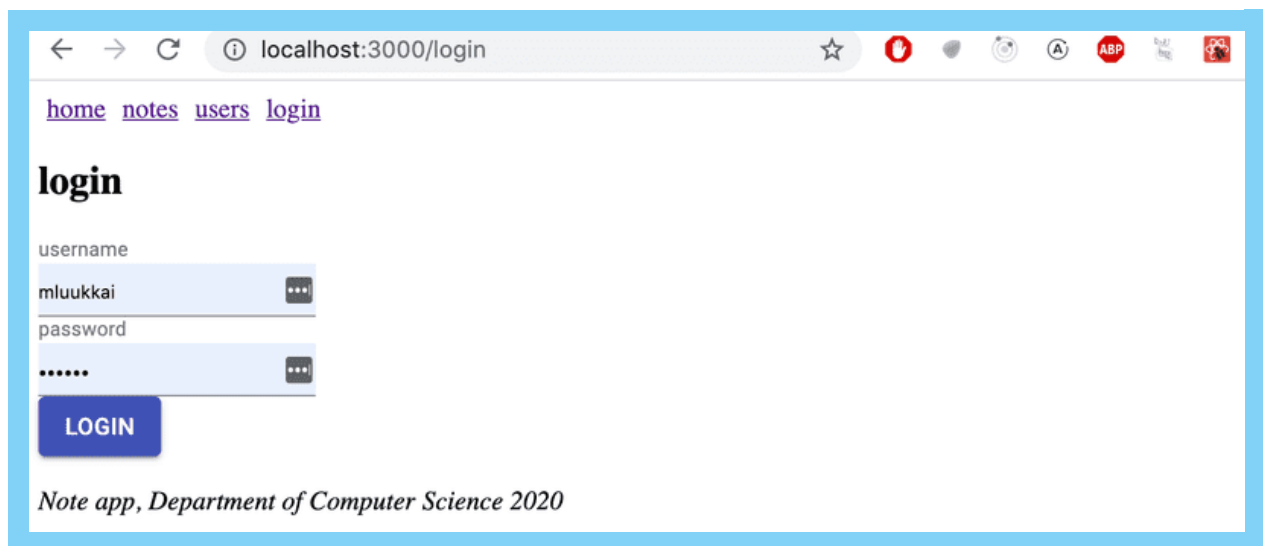 localhost:3000/login
ABP
home notes users login
login
username
mluukkai
password
••••••
LOGIN
Note app, Department of Computer Science 2020